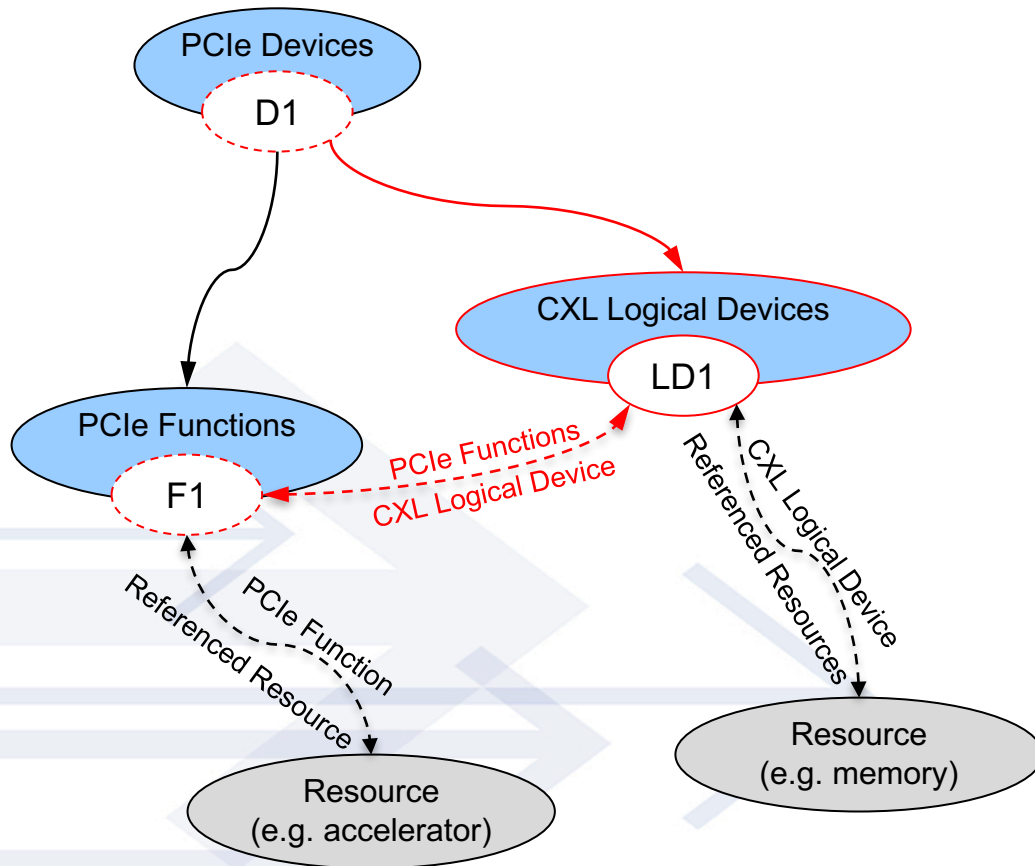 PCIe Devices
D1
CXL Logical Devices
LD1
PCIe Functions
F1
PCIe Functions
CXL Logical Device
CXL Logical Device
Referenced Resources
PCIe Function
Referenced Resource
Resource
(e.g. memory)
Resource
(e.g. accelerator)